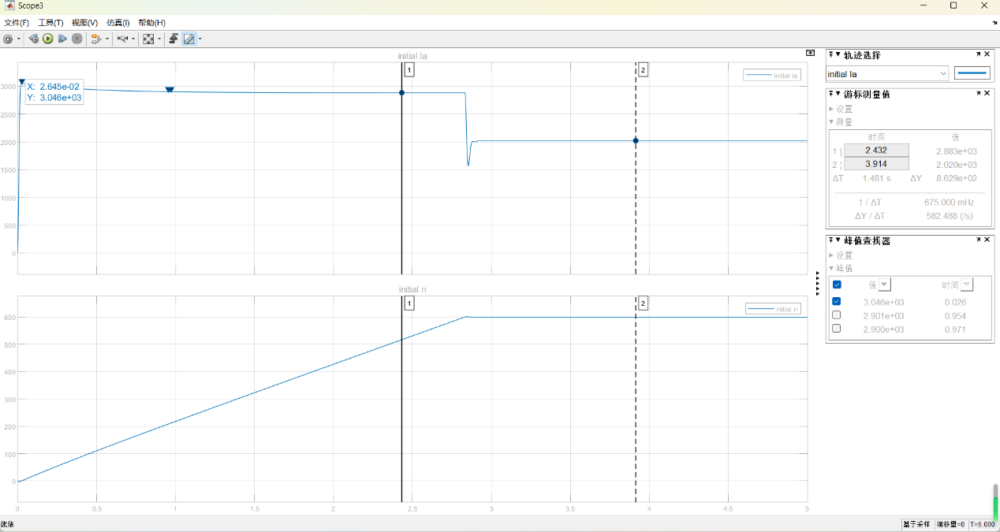 Scope3
文件(F) 工具(T) 视图(V) 仿真(I) 帮助(H)
initial Ia
1
2
initial Ia
X: 2.645e-02
Y: 3.046e+03
3000
2500
2000
1500
1000
500
0
initial n
1
2
initial n
600
500
400
300
200
100
0
0 0.5 1 1.5 2 2.5 3 3.5 4 4.5 5
轨迹选择
initial Ia
游标测量值
设置
测量
时间 值
1 | 2.432 2.883e+03
2 ¦ 3.914 2.020e+03
ΔT 1.481 s ΔY 8.629e+02
1 / ΔT 675.000 mHz
ΔY / ΔT 582.488 (/s)
峰值查找器
设置
峰值
值 时间
3.046e+03 0.026
2.901e+03 0.954
2.900e+03 0.971
就绪
基于采样 偏移量=0 T=5.000